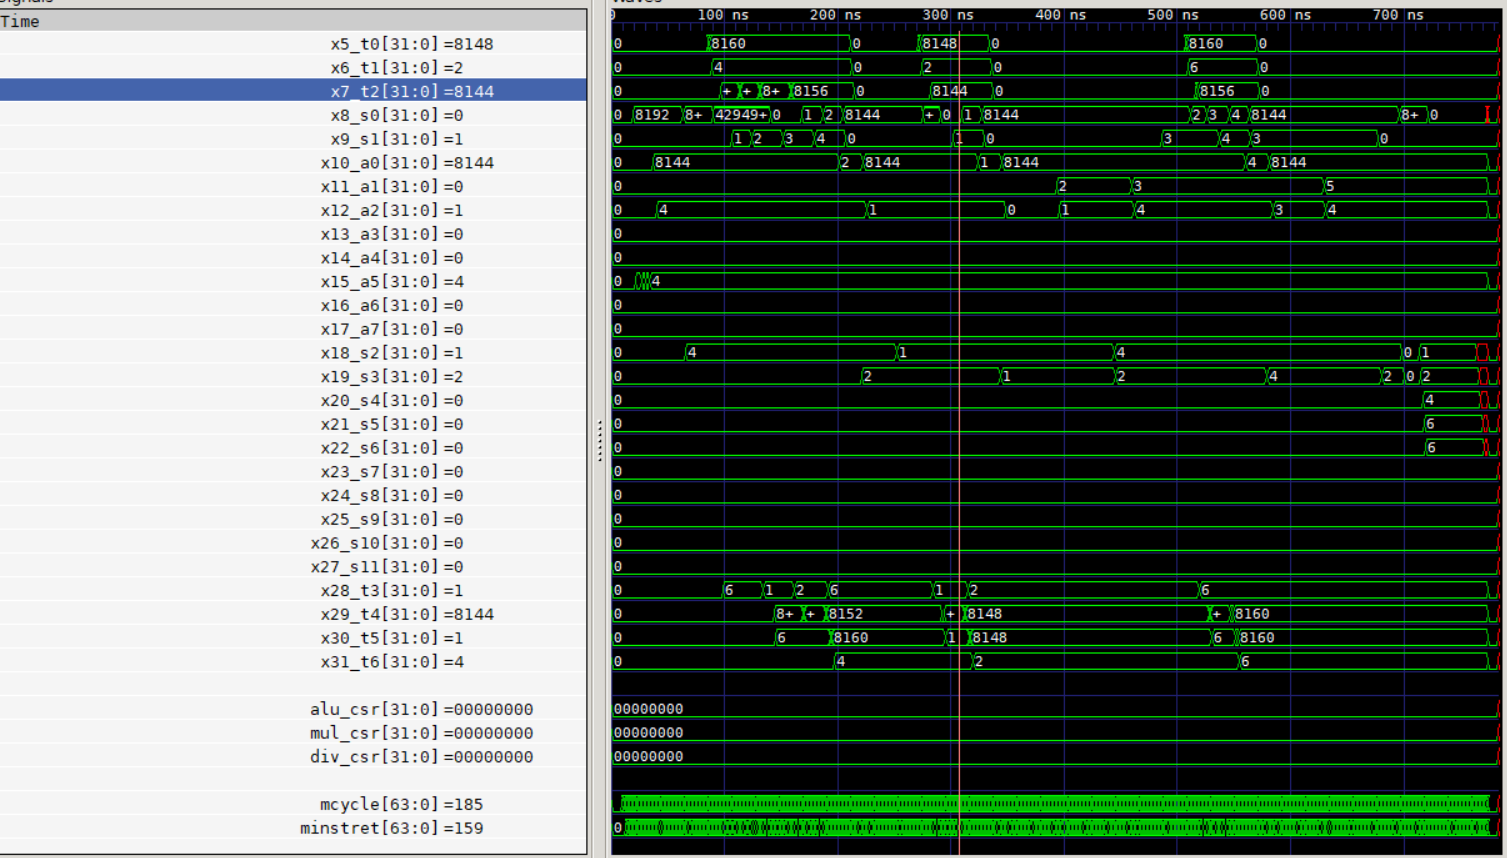 Time
0 100 ns 200 ns 300 ns 400 ns 500 ns 600 ns 700 ns
x5_t0[31:0]=8148 0 8160 0 8148 0 8160 0
x6_t1[31:0]=2 0 4 0 2 0 6 0
x7_t2[31:0]=8144 0 + + 8+ 8156 0 8144 0 8156 0
x8_s0[31:0]=0 0 8192 8+ 42949+ 0 1 2 8144 + 0 1 8144 2 3 4 8144 8+ 0
x9_s1[31:0]=1 0 1 2 3 4 0 1 0 3 4 3 0
x10_a0[31:0]=8144 0 8144 2 8144 1 8144 4 8144
x11_a1[31:0]=0 0 2 3 5
x12_a2[31:0]=1 0 4 1 0 1 4 3 4
x13_a3[31:0]=0 0
x14_a4[31:0]=0 0
x15_a5[31:0]=4 0 4
x16_a6[31:0]=0 0
x17_a7[31:0]=0 0
x18_s2[31:0]=1 0 4 1 4 0 1
x19_s3[31:0]=2 0 2 1 2 4 2 0 2
x20_s4[31:0]=0 0 4
x21_s5[31:0]=0 0 6
x22_s6[31:0]=0 0 6
x23_s7[31:0]=0 0
x24_s8[31:0]=0 0
x25_s9[31:0]=0 0
x26_s10[31:0]=0 0
x27_s11[31:0]=0 0
x28_t3[31:0]=1 0 6 1 2 6 1 2 6
x29_t4[31:0]=8144 0 8+ + 8152 + 8148 + 8160
x30_t5[31:0]=1 0 6 8160 1 8148 6 8160
x31_t6[31:0]=4 0 4 2 6
alu_csr[31:0]=00000000 00000000
mul_csr[31:0]=00000000 00000000
div_csr[31:0]=00000000 00000000
mcycle[63:0]=185
minstret[63:0]=159 0